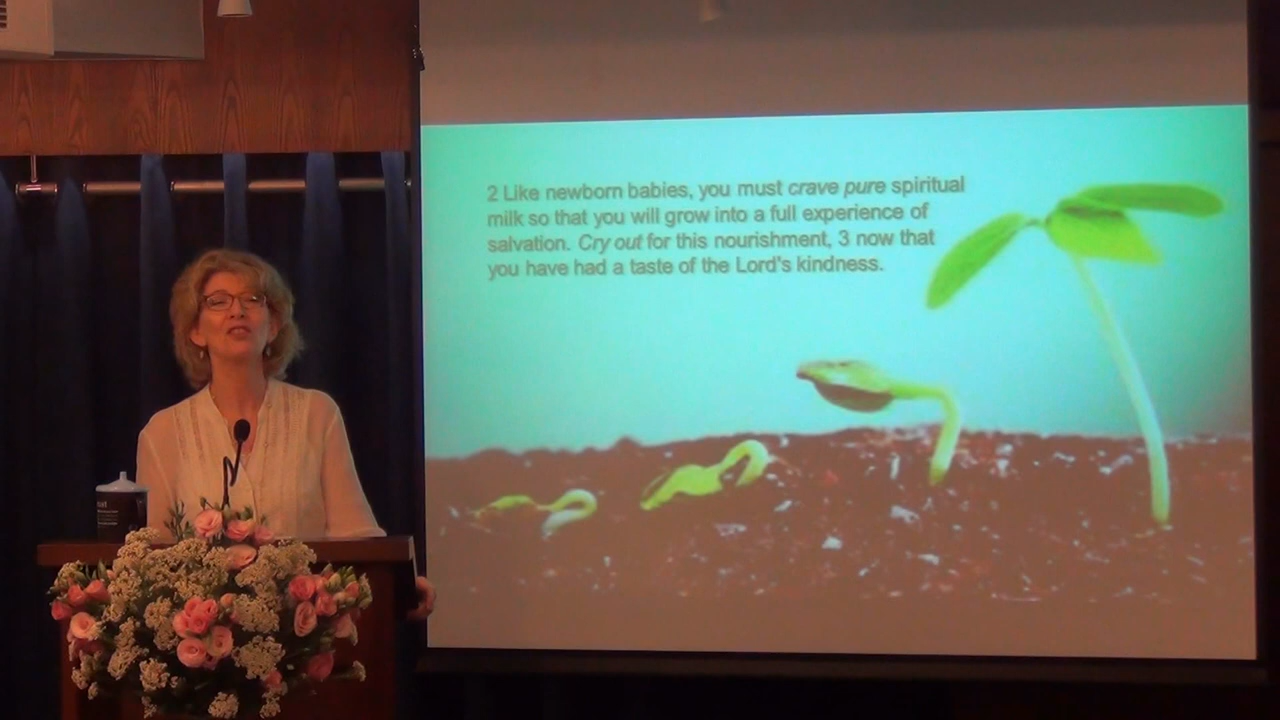 2 Like newborn babies, you must crave pure spiritual
milk so that you will grow into a full experience of
salvation. Cry out for this nourishment, 3 now that
you have had a taste of the Lord's kindness.